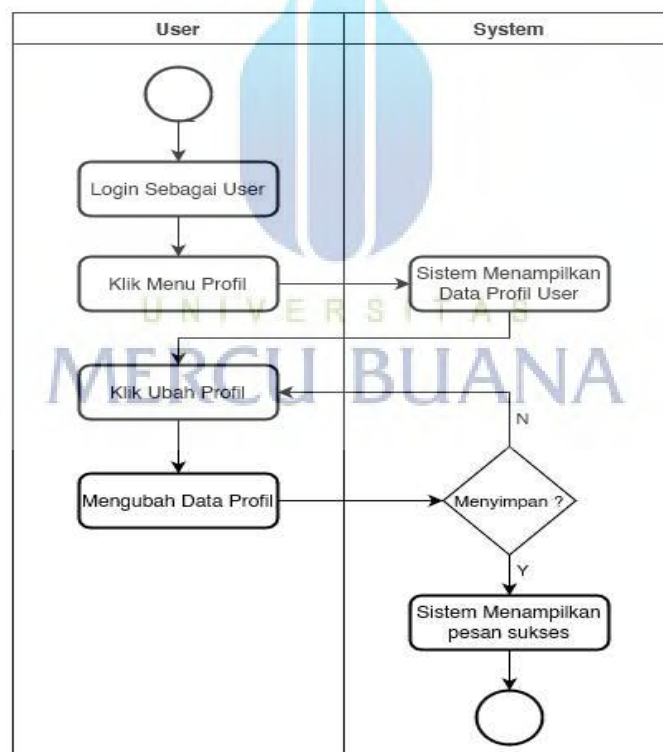 User
System
Login Sebagai User
Klik Menu Profil
Sistem Menampilkan
Data Profil User
UNIVERSITAS
MERCU BUANA
Klik Ubah Profil
N
Mengubah Data Profil
Menyimpan ?
Y
Sistem Menampilkan
pesan sukses